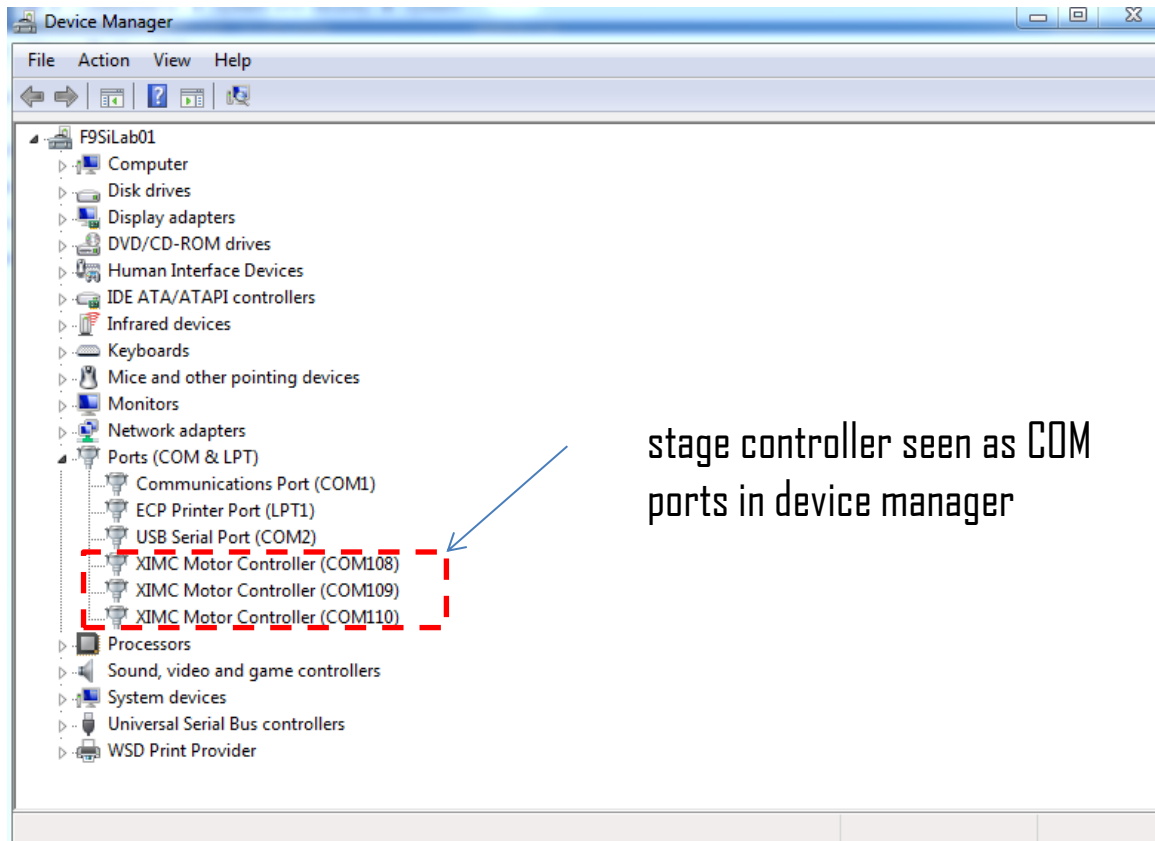 Device Manager
File Action View Help
F9SiLab01
Computer
Disk drives
Display adapters
DVD/CD-ROM drives
Human Interface Devices
IDE ATA/ATAPI controllers
Infrared devices
Keyboards
Mice and other pointing devices
Monitors
Network adapters
Ports (COM & LPT)
Communications Port (COM1)
ECP Printer Port (LPT1)
USB Serial Port (COM2)
XIMC Motor Controller (COM108)
XIMC Motor Controller (COM109)
XIMC Motor Controller (COM110)
Processors
Sound, video and game controllers
System devices
Universal Serial Bus controllers
WSD Print Provider
stage controller seen as COM
ports in device manager